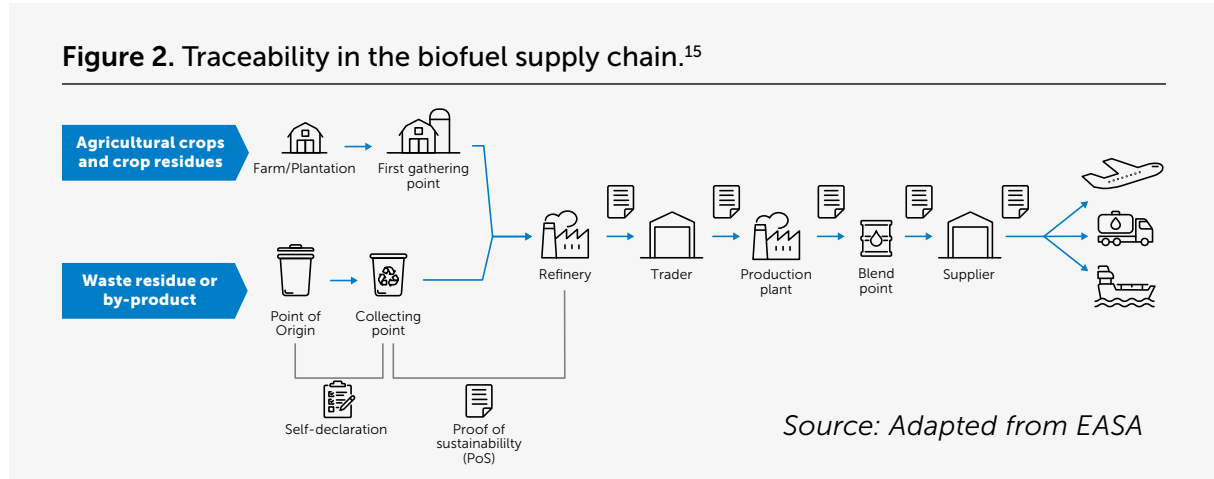 Figure 2. Traceability in the biofuel supply chain.15
Agricultural crops
and crop residues
Farm/Plantation
First gathering
point
Waste residue or
by-product
Point of
Origin
Collecting
point
Refinery
Trader
Production
plant
Blend
point
Supplier
Self-declaration
Proof of
sustainabililty
(PoS)
Source: Adapted from EASA